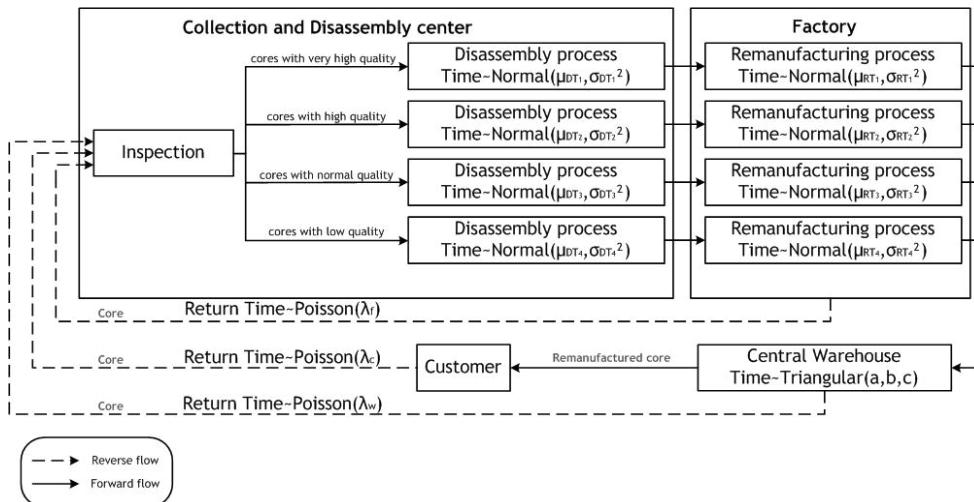 Collection and Disassembly center
Factory
cores with very high quality
Disassembly process
Time~Normal(μDT₁,σDT₁²)
Remanufacturing process
Time~Normal(μRT₁,σRT₁²)
cores with high quality
Disassembly process
Time~Normal(μDT₂,σDT₂²)
Remanufacturing process
Time~Normal(μRT₂,σRT₂²)
Inspection
cores with normal quality
Disassembly process
Time~Normal(μDT₃,σDT₃²)
Remanufacturing process
Time~Normal(μRT₃,σRT₃²)
cores with low quality
Disassembly process
Time~Normal(μDT₄,σDT₄²)
Remanufacturing process
Time~Normal(μRT₄,σRT₄²)
Core
Return Time~Poisson(λf)
Core
Return Time~Poisson(λc)
Customer
Remanufactured core
Central Warehouse
Time~Triangular(a,b,c)
Core
Return Time~Poisson(λw)
Reverse flow
Forward flow